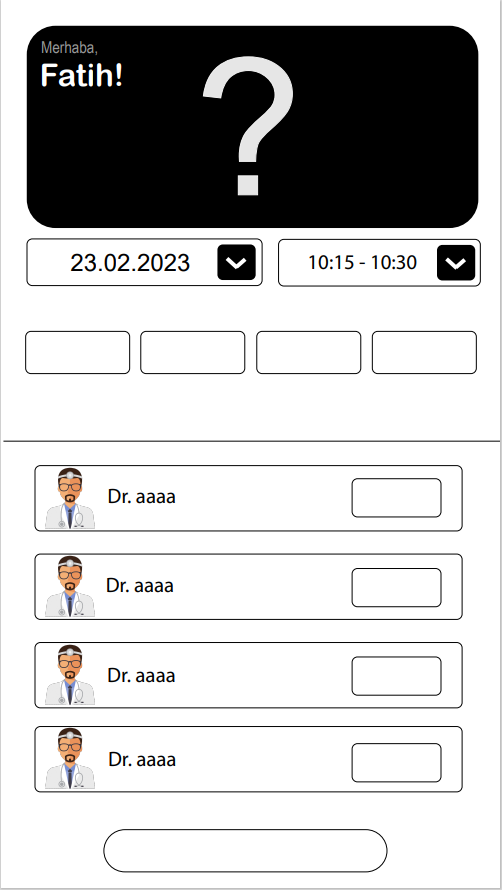 Merhaba,
Fatih!
?
23.02.2023
10:15 - 10:30
Dr. aaaa
Dr. aaaa
Dr. aaaa
Dr. aaaa